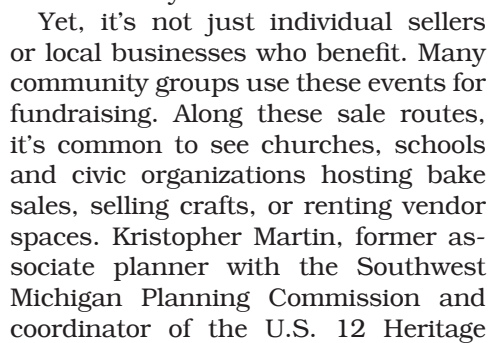 Yet, it's not just individual sellers
or local businesses who benefit. Many
community groups use these events for
fundraising. Along these sale routes,
it's common to see churches, schools
and civic organizations hosting bake
sales, selling crafts, or renting vendor
spaces. Kristopher Martin, former as-
sociate planner with the Southwest
Michigan Planning Commission and
coordinator of the U.S. 12 Heritage